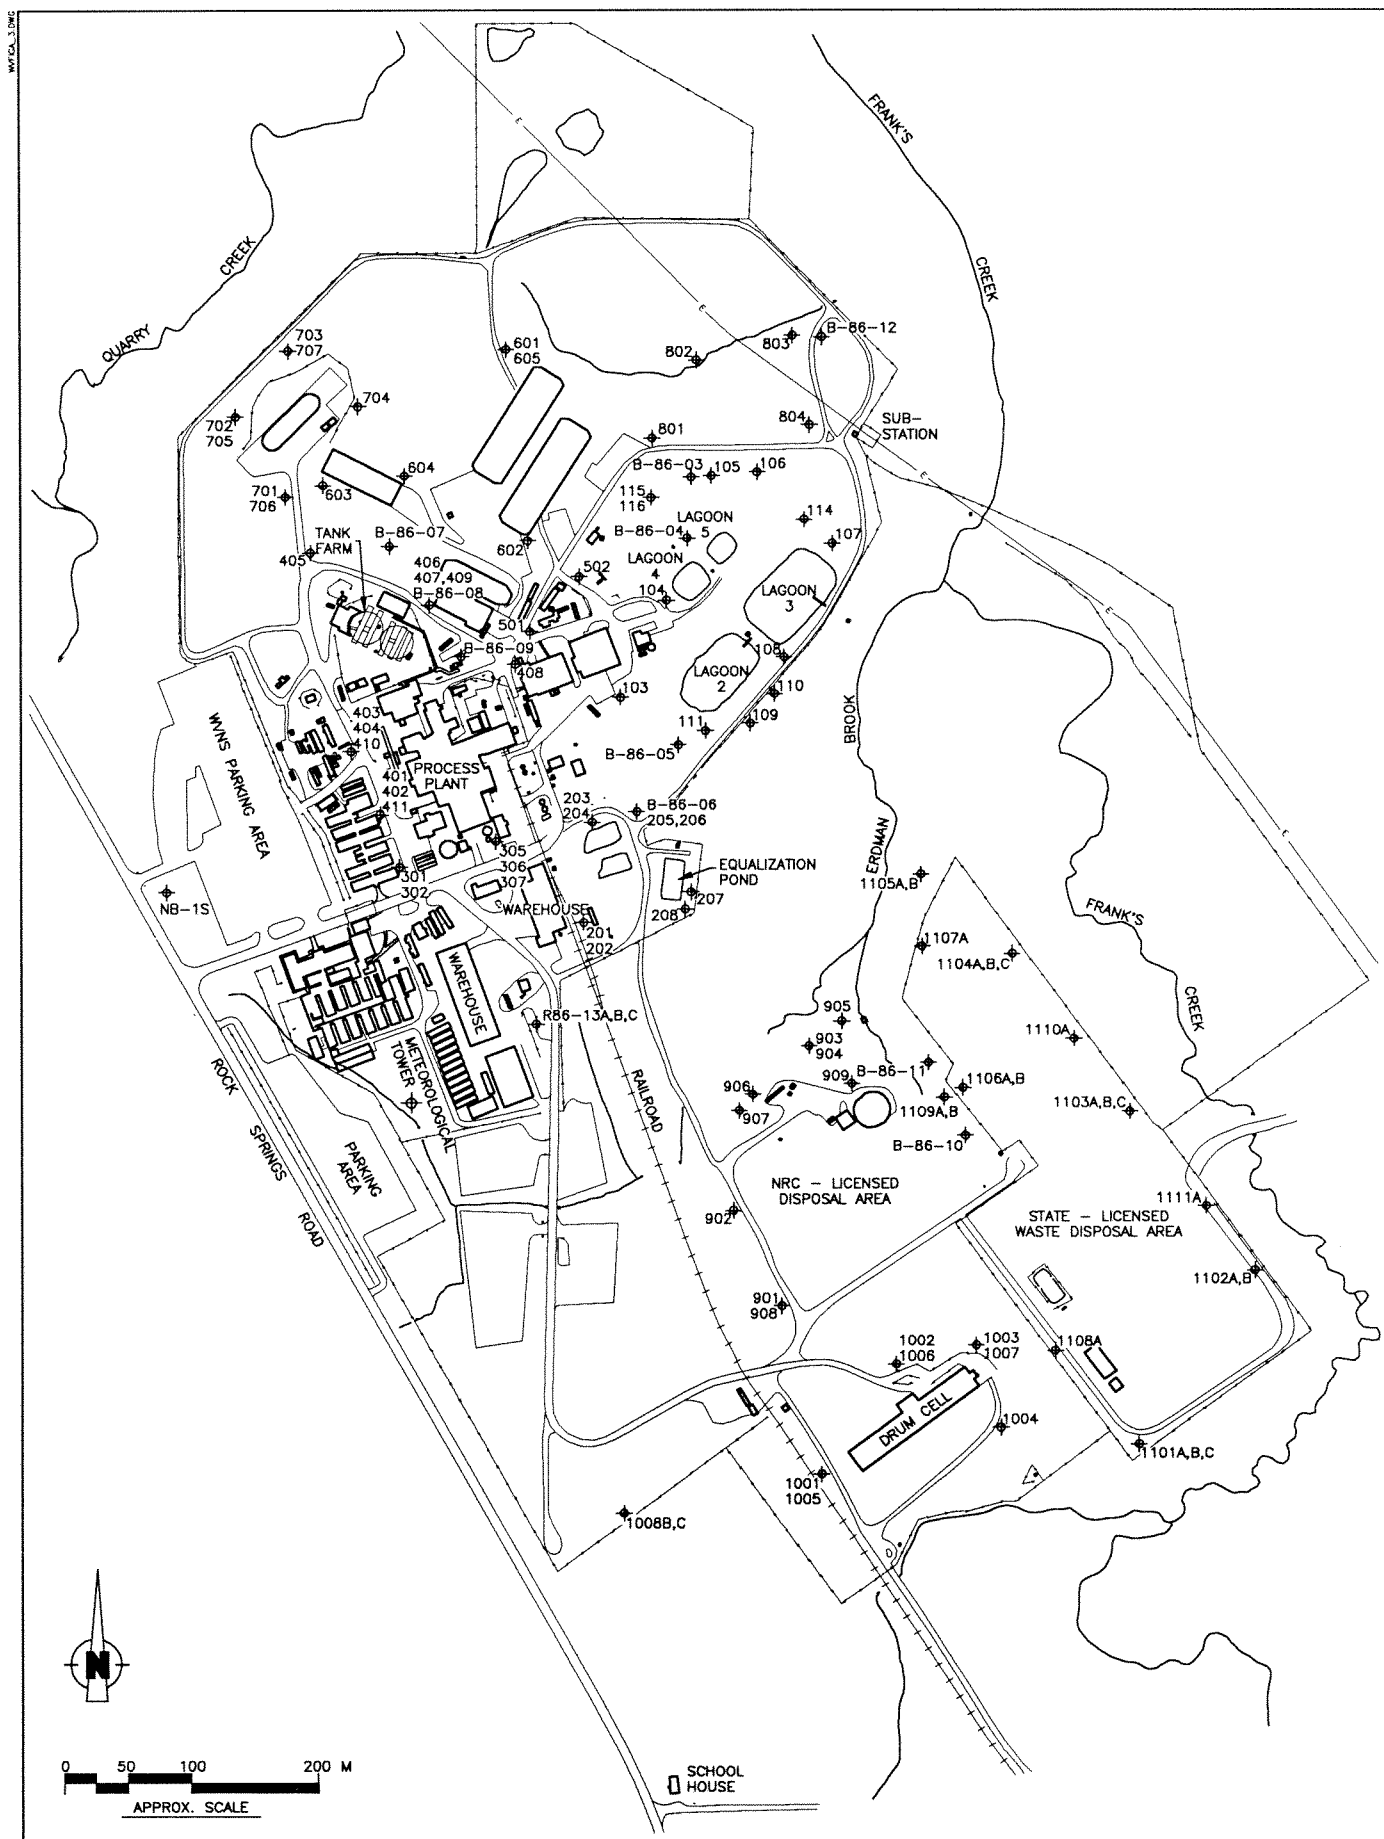 WVFICA_3.DWG
FRANK'S
CREEK
QUARRY
CREEK
E
E
E
E
E
703
707
601
605
802
803
B-86-12
702
705
704
804
SUB-
STATION
801
B-86-03
105
106
604
603
701
706
115
116
114
107
TANK
FARM
B-86-07
405
406
407,409
B-86-08
602
B-86-04
LAGOON
5
LAGOON
4
502
104
LAGOON
3
501
B-86-09
408
108
LAGOON
2
103
110
109
111
B-86-05
403
404
410
401
402
411
PROCESS
PLANT
WVNS PARKING AREA
BROOK
ERDMAN
203
204
B-86-06
205,206
305
306
307
301
302
EQUALIZATION
POND
207
208
NB-1S
WAREHOUSE
201
202
1105A,B
FRANK'S
CREEK
1107A
1104A,B,C
WAREHOUSE
R86-13A,B,C
905
903
904
1110A
METEOROLOGICAL
TOWER
RAILROAD
B-86-11
909
906
907
1106A,B
1109A,B
1103A,B,C
B-86-10
ROCK
SPRINGS
ROAD
PARKING
AREA
NRC - LICENSED
DISPOSAL AREA
902
1111A
STATE - LICENSED
WASTE DISPOSAL AREA
1102A,B
901
908
1002
1006
1003
1007
1108A
DRUM CELL
1004
1101A,B,C
1001
1005
1008B,C
N
0 50 100 200 M
APPROX. SCALE
SCHOOL
HOUSE